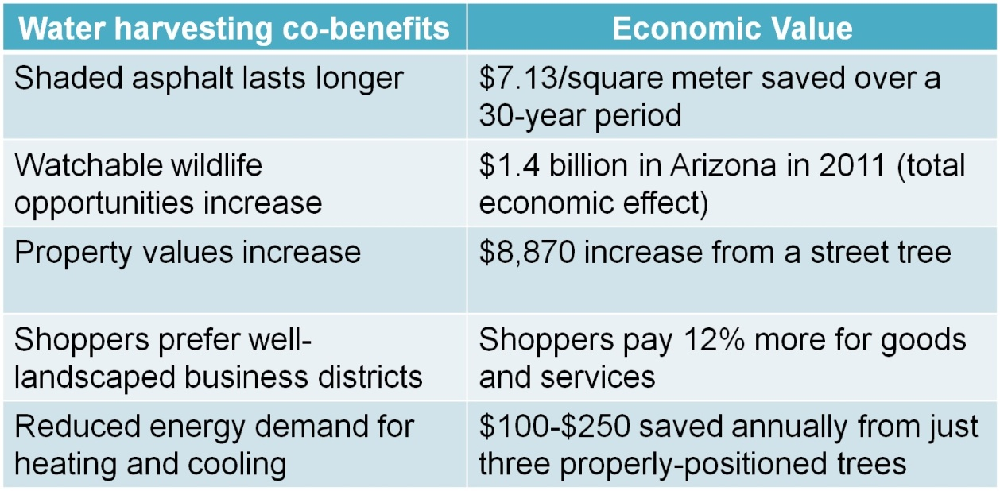 Water harvesting co-benefits
Economic Value
Shaded asphalt lasts longer
$7.13/square meter saved over a
30-year period
Watchable wildlife
opportunities increase
$1.4 billion in Arizona in 2011 (total
economic effect)
Property values increase
$8,870 increase from a street tree
Shoppers prefer well-
landscaped business districts
Shoppers pay 12% more for goods
and services
Reduced energy demand for
heating and cooling
$100-$250 saved annually from just
three properly-positioned trees